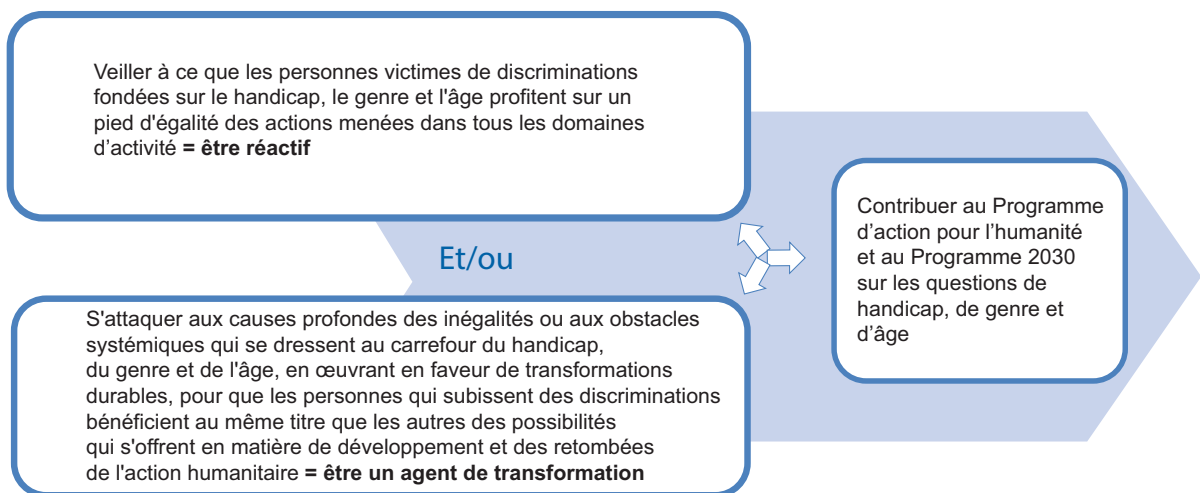 Veiller à ce que les personnes victimes de discriminations
fondées sur le handicap, le genre et l'âge profitent sur un
pied d'égalité des actions menées dans tous les domaines
d’activité = être réactif
Et/ou
S'attaquer aux causes profondes des inégalités ou aux obstacles
systémiques qui se dressent au carrefour du handicap,
du genre et de l'âge, en œuvrant en faveur de transformations
durables, pour que les personnes qui subissent des discriminations
bénéficient au même titre que les autres des possibilités
qui s'offrent en matière de développement et des retombées
de l'action humanitaire = être un agent de transformation
Contribuer au Programme
d’action pour l’humanité
et au Programme 2030
sur les questions de
handicap, de genre et
d’âge